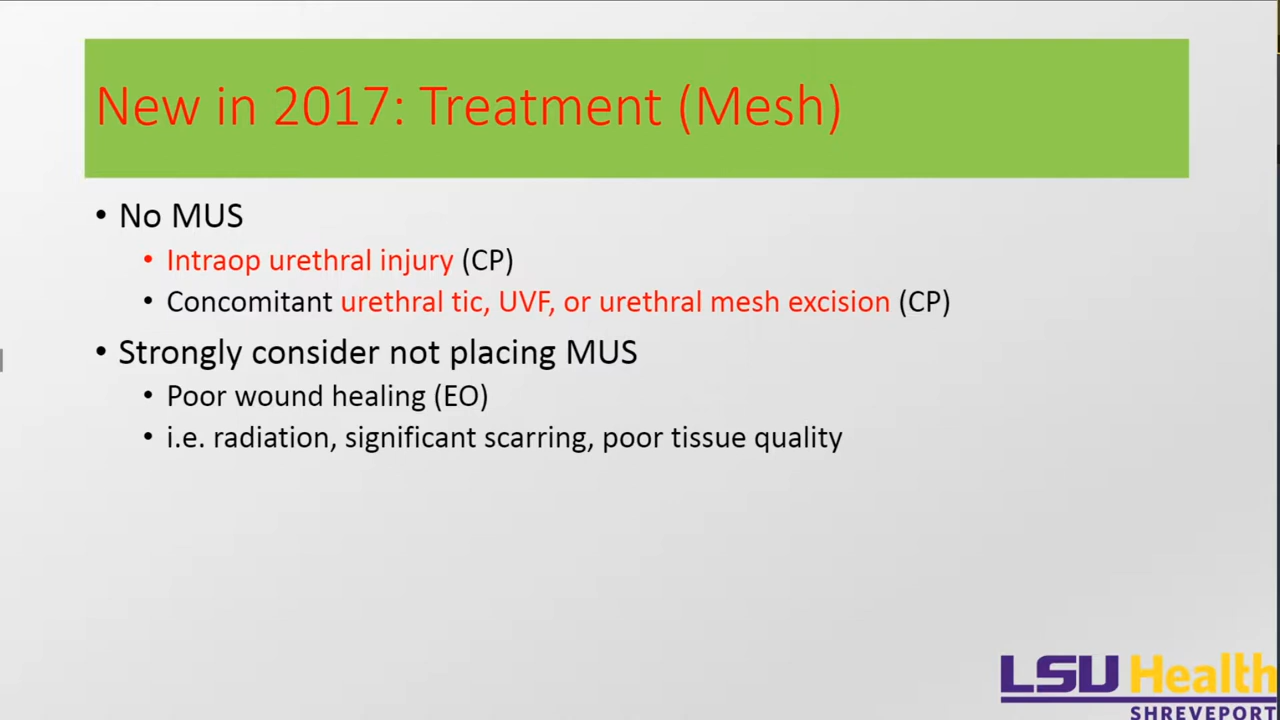 New in 2017: Treatment (Mesh)
• No MUS
• Intraop urethral injury (CP)
• Concomitant urethral tic, UVF, or urethral mesh excision (CP)
• Strongly consider not placing MUS
• Poor wound healing (EO)
• i.e. radiation, significant scarring, poor tissue quality
LSU Health
SHREVEPORT